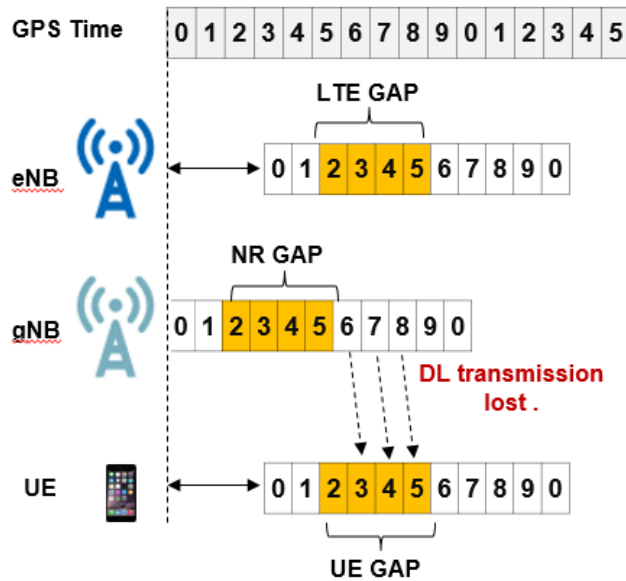 GPS Time 0 1 2 3 4 5 6 7 8 9 0 1 2 3 4 5
LTE GAP
eNB 0 1 2 3 4 5 6 7 8 9 0
NR GAP
gNB 0 1 2 3 4 5 6 7 8 9 0
DL transmission
lost .
UE 0 1 2 3 4 5 6 7 8 9 0
UE GAP